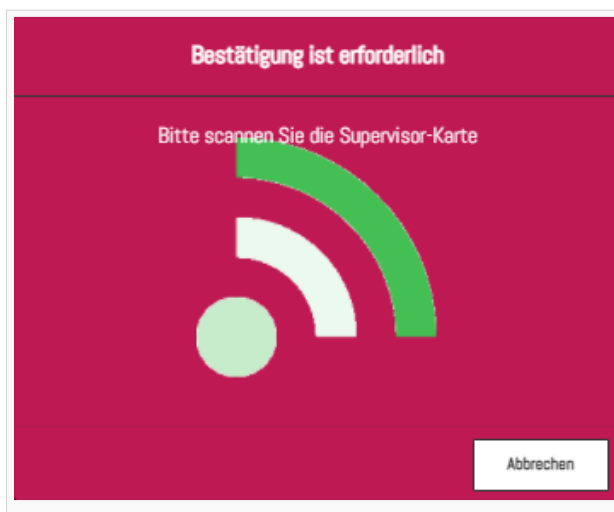 Bestätigung ist erforderlich
Bitte scannen Sie die Supervisor-Karte
Abbrechen